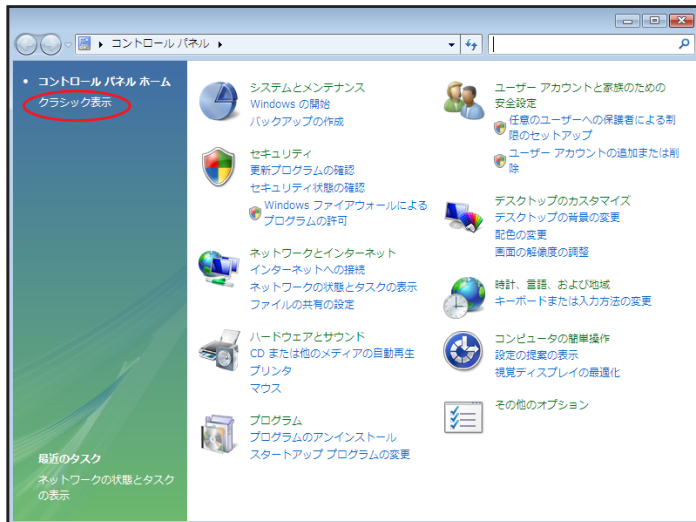 コントロール パネル
コントロール パネル ホーム
クラシック表示
最近のタスク
ネットワークの状態とタスク
の表示
システムとメンテナンス
Windows の開始
バックアップの作成
セキュリティ
更新プログラムの確認
セキュリティ状態の確認
Windows ファイアウォールによる
プログラムの許可
ネットワークとインターネット
インターネットへの接続
ネットワークの状態とタスクの表示
ファイルの共有の設定
ハードウェアとサウンド
CD または他のメディアの自動再生
プリンタ
マウス
プログラム
プログラムのアンインストール
スタートアップ プログラムの変更
ユーザー アカウントと家族のための
安全設定
任意のユーザーへの保護者による制
限のセットアップ
ユーザー アカウントの追加または削
除
デスクトップのカスタマイズ
デスクトップの背景の変更
配色の変更
画面の解像度の調整
時計、言語、および地域
キーボードまたは入力方法の変更
コンピュータの簡単操作
設定の提案の表示
視覚ディスプレイの最適化
その他のオプション